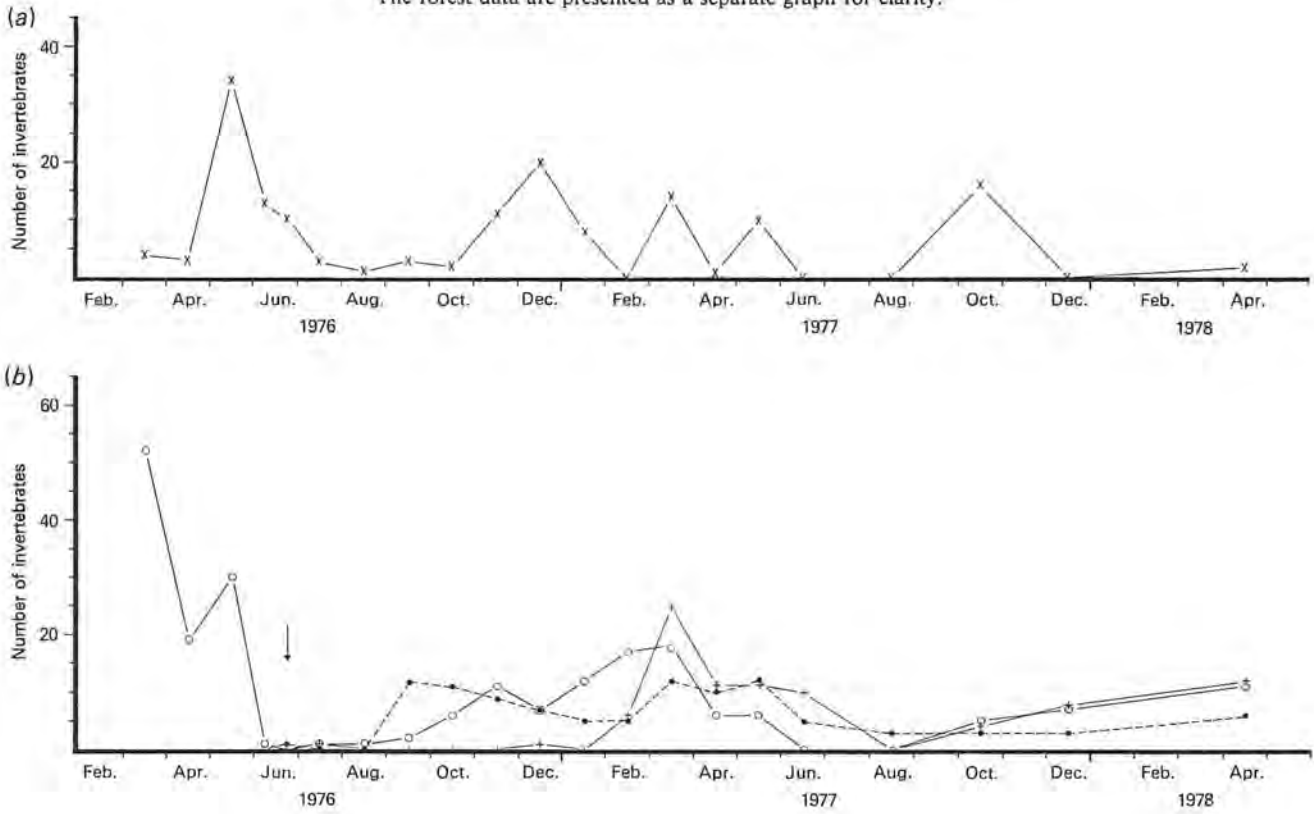 The forest data are presented as a separate graph for clarity.
(a)
Number of invertebrates
40
20
Feb. Apr. Jun. Aug. Oct. Dec. Feb. Apr. Jun. Aug. Oct. Dec. Feb. Apr.
1976 1977 1978
(b)
Number of invertebrates
60
40
20
Feb. Apr. Jun. Aug. Oct. Dec. Feb. Apr. Jun. Aug. Oct. Dec. Feb. Apr.
1976 1977 1978